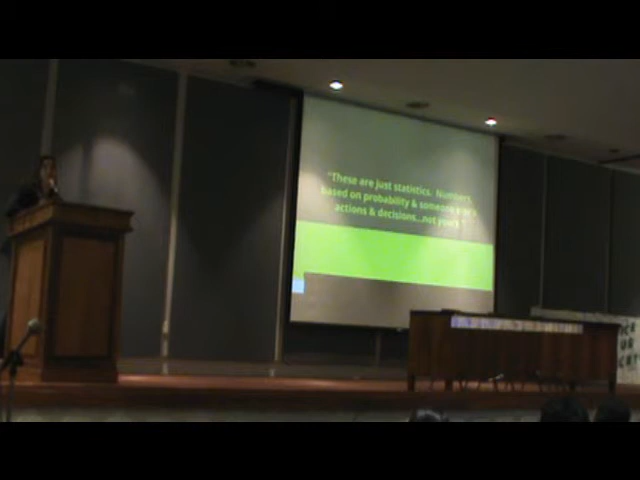 "These are just statistics. Numbers,
based on probability & someone else's
actions & decisions...not yours."